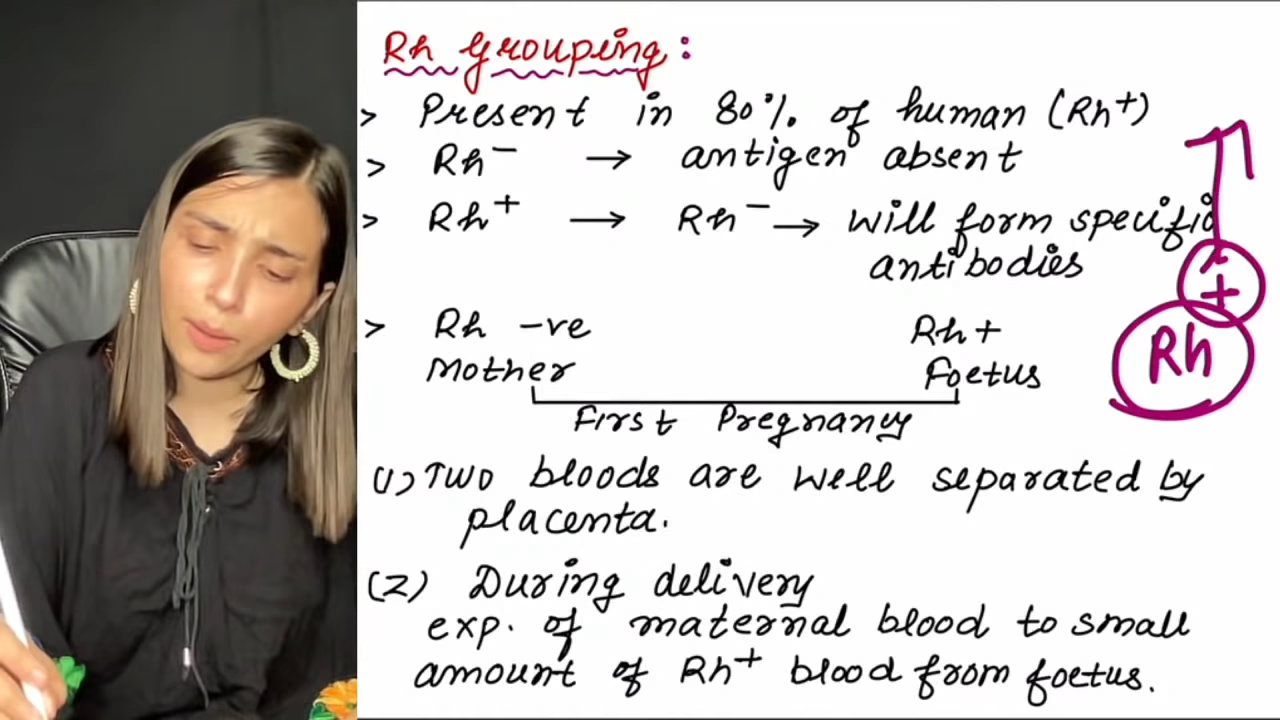 Rh grouping:
> Present in 80% of human (Rh+)
> Rh− → antigen absent
> Rh+ → Rh− → will form specific
antibodies
+
Rh
> Rh -ve Rh+
Mother Foetus
First Pregnancy
(1) Two bloods are well separated by
placenta.
(2) During delivery
exp. of maternal blood to small
amount of Rh+ blood from foetus.